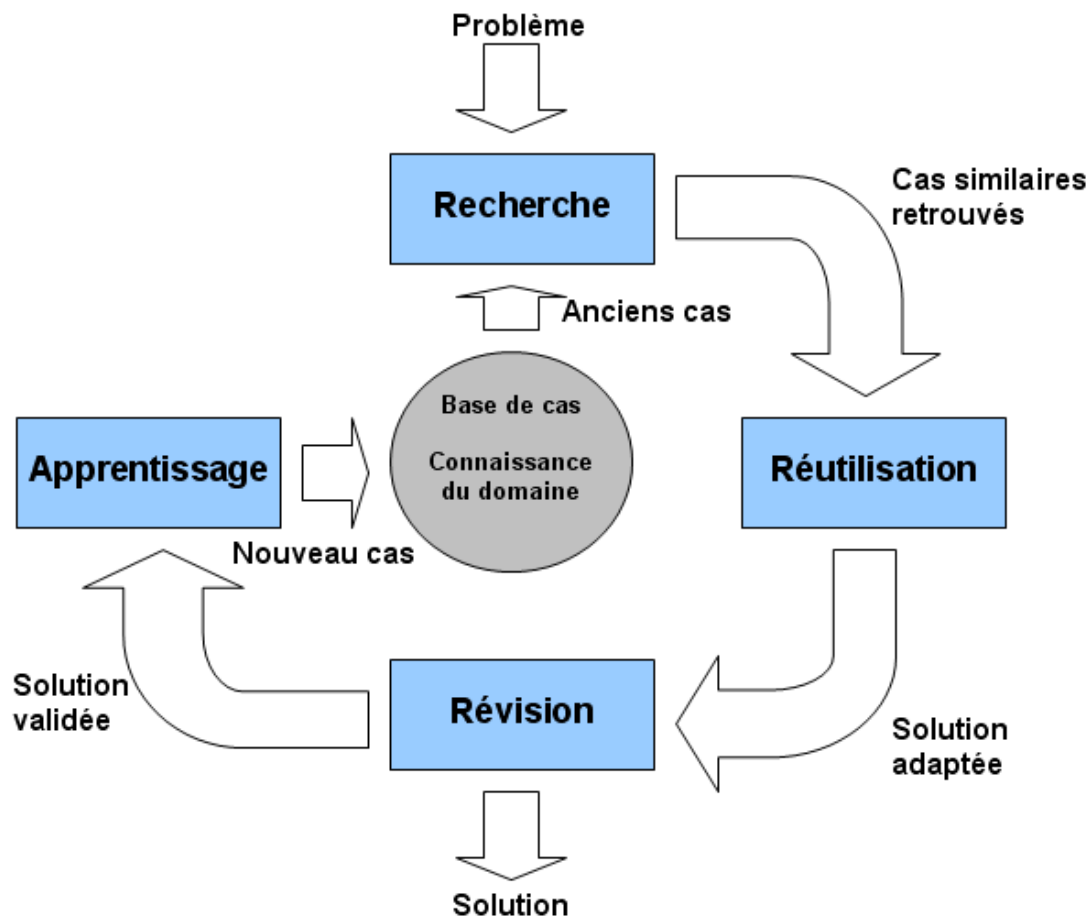 Problème
Recherche
Cas similaires
retrouvés
Anciens cas
Base de cas
Connaissance
du domaine
Apprentissage
Réutilisation
Nouveau cas
Solution
validée
Révision
Solution
adaptée
Solution